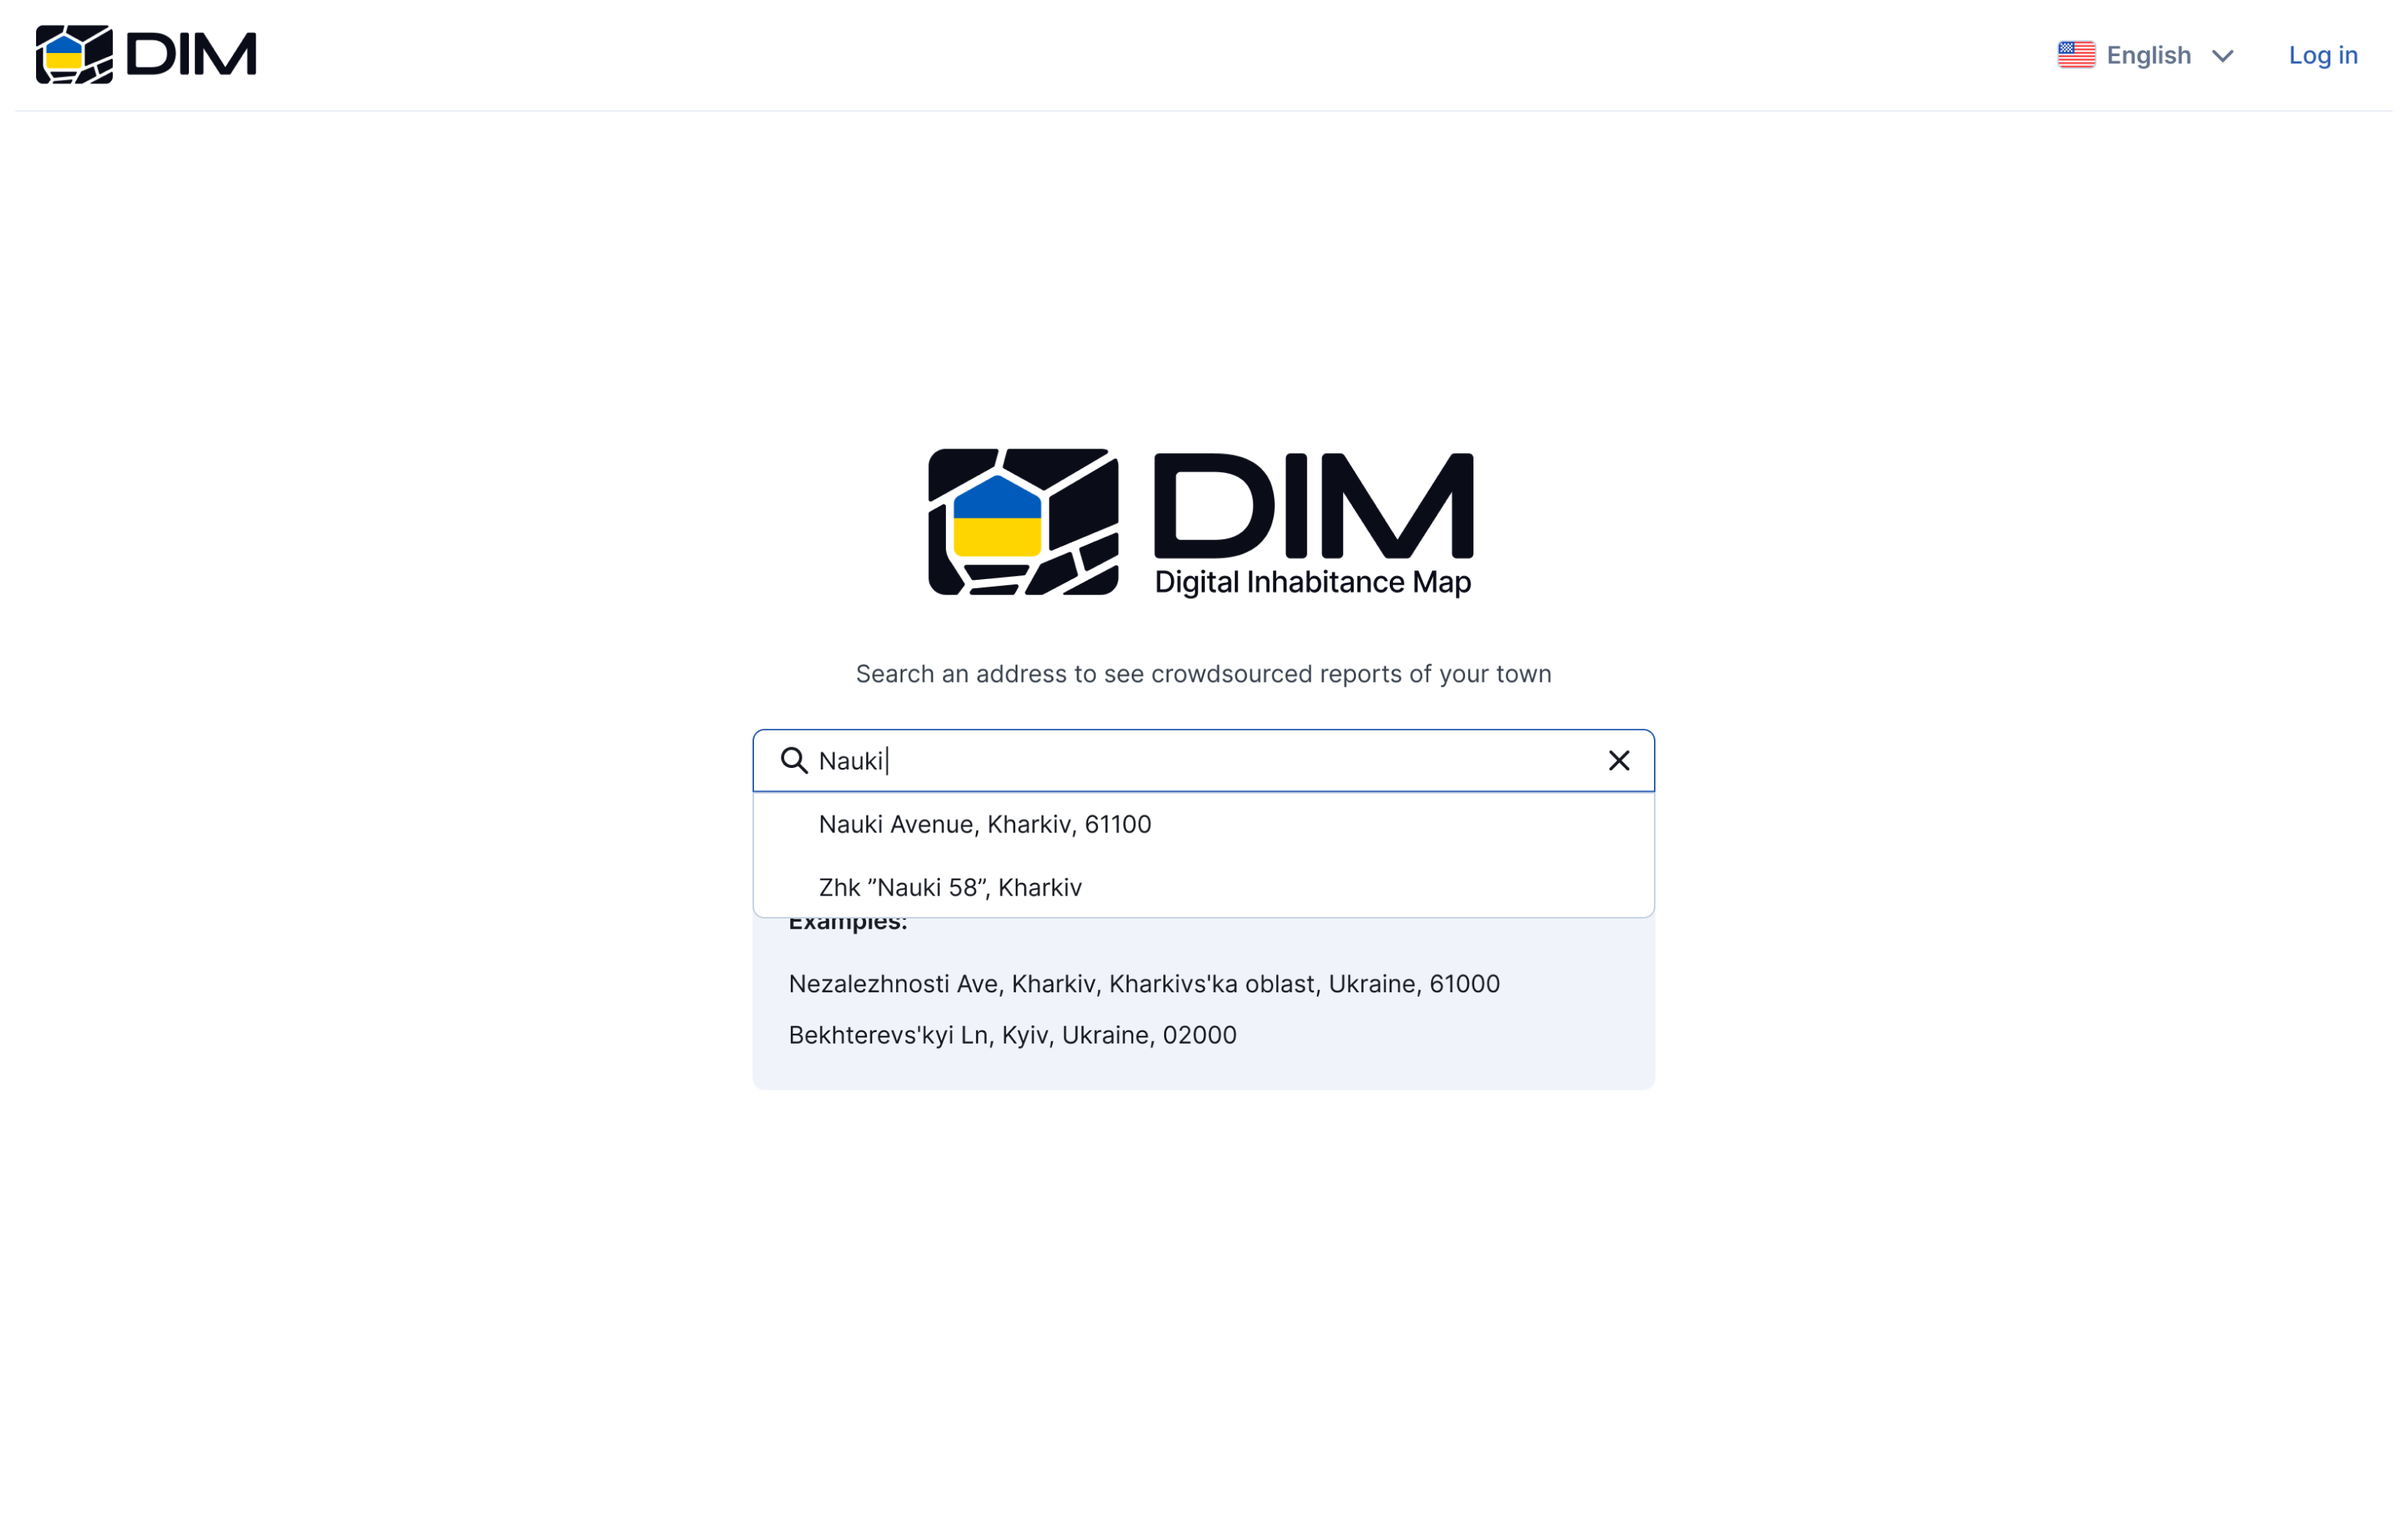 DIM
English
Log in
DIM
Digital Inhabitance Map
Search an address to see crowdsourced reports of your town
Nauki
Nauki Avenue, Kharkiv, 61100
Zhk ”Nauki 58”, Kharkiv
Examples:
Nezalezhnosti Ave, Kharkiv, Kharkivs'ka oblast, Ukraine, 61000
Bekhterevs'kyi Ln, Kyiv, Ukraine, 02000